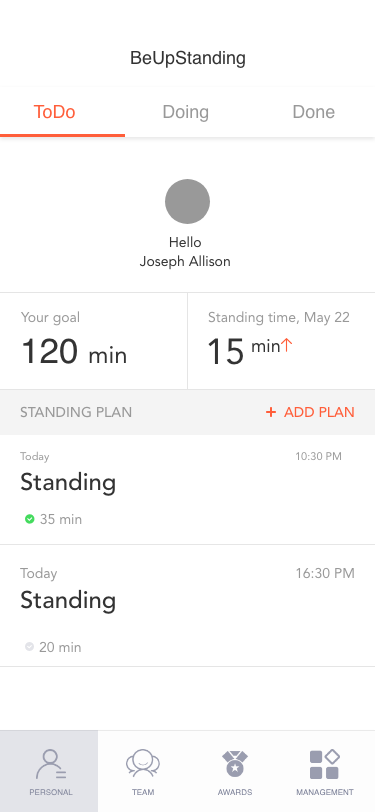 BeUpStanding
ToDo Doing Done
Hello
Joseph Allison
Your goal Standing time, May 22
120 min 15 min↑
STANDING PLAN + ADD PLAN
Today 10:30 PM
Standing
35 min
Today 16:30 PM
Standing
20 min
PERSONAL TEAM AWARDS MANAGEMENT